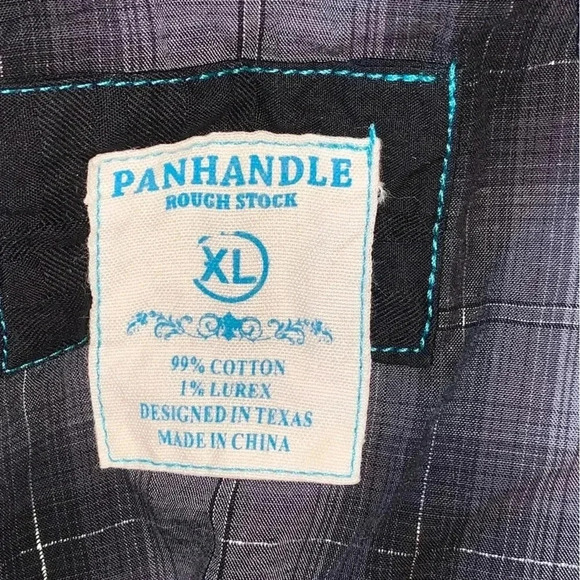 PANHANDLE
ROUGH STOCK
XL
99% COTTON
1% LUREX
DESIGNED IN TEXAS
MADE IN CHINA